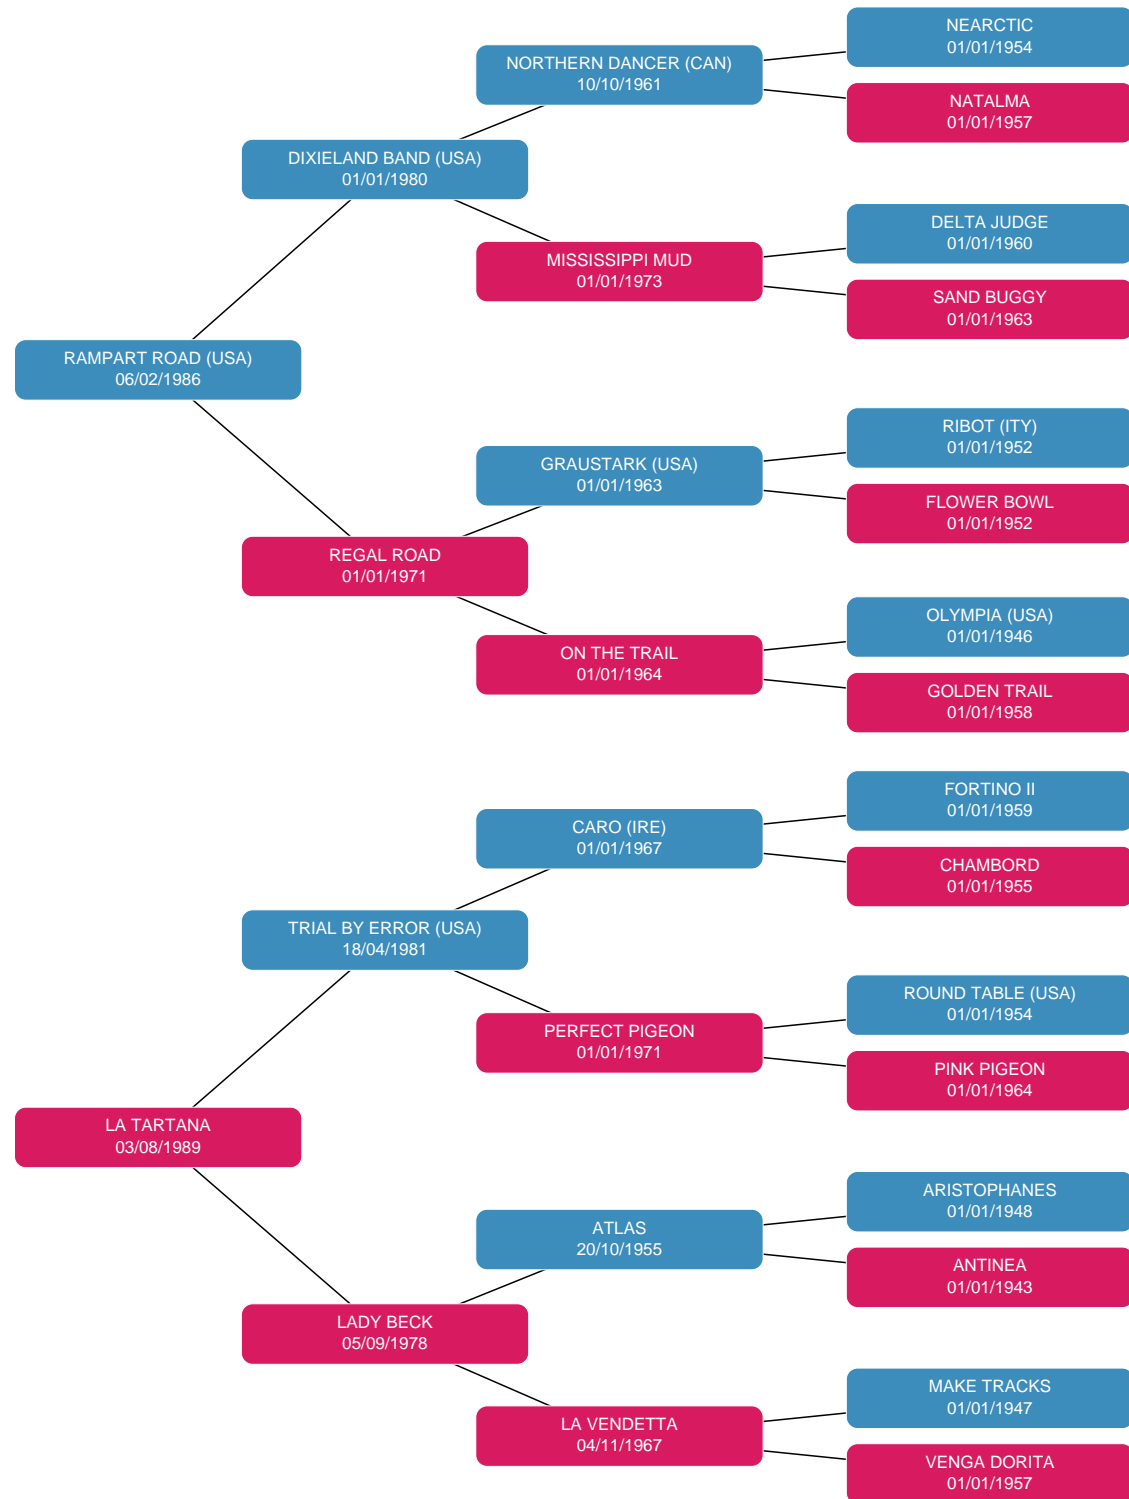 NEARCTIC
01/01/1954
NORTHERN DANCER (CAN)
10/10/1961
NATALMA
01/01/1957
DIXIELAND BAND (USA)
01/01/1980
DELTA JUDGE
01/01/1960
MISSISSIPPI MUD
01/01/1973
SAND BUGGY
01/01/1963
RAMPART ROAD (USA)
06/02/1986
RIBOT (ITY)
01/01/1952
GRAUSTARK (USA)
01/01/1963
FLOWER BOWL
01/01/1952
REGAL ROAD
01/01/1971
OLYMPIA (USA)
01/01/1946
ON THE TRAIL
01/01/1964
GOLDEN TRAIL
01/01/1958
FORTINO II
01/01/1959
CARO (IRE)
01/01/1967
CHAMBORD
01/01/1955
TRIAL BY ERROR (USA)
18/04/1981
ROUND TABLE (USA)
01/01/1954
PERFECT PIGEON
01/01/1971
PINK PIGEON
01/01/1964
LA TARTANA
03/08/1989
ARISTOPHANES
01/01/1948
ATLAS
20/10/1955
ANTINEA
01/01/1943
LADY BECK
05/09/1978
MAKE TRACKS
01/01/1947
LA VENDETTA
04/11/1967
VENGA DORITA
01/01/1957